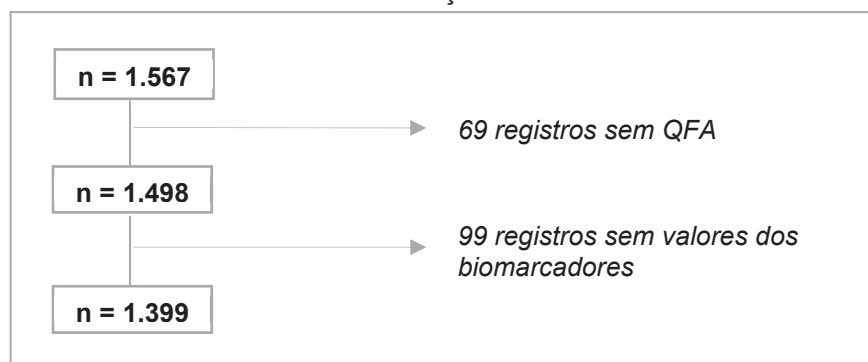 n = 1.567
69 registros sem QFA
n = 1.498
99 registros sem valores dos
biomarcadores
n = 1.399